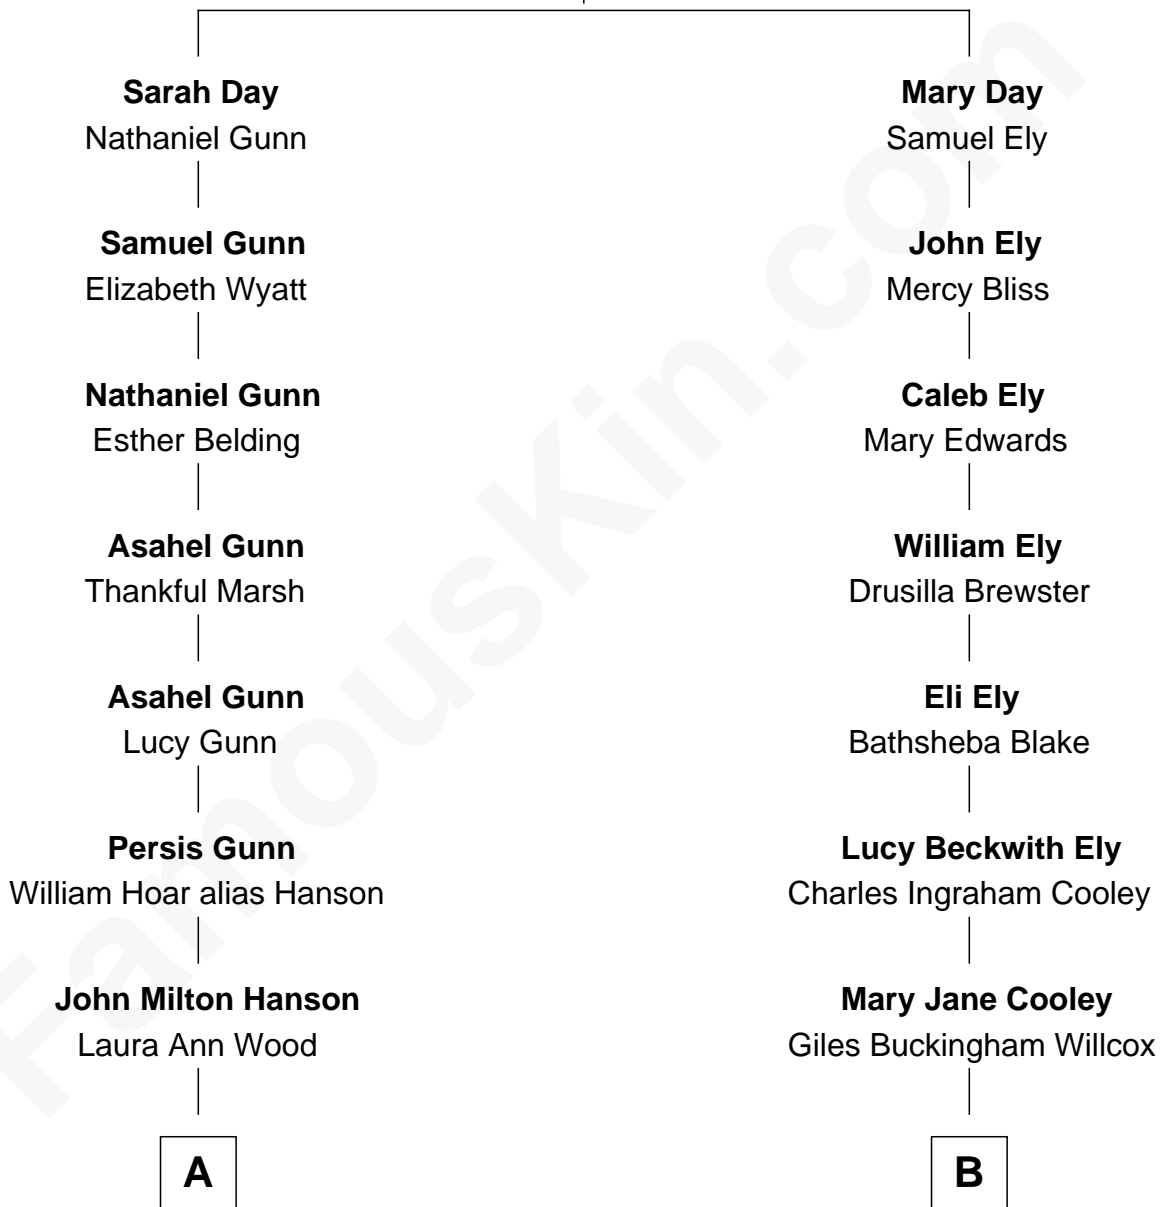 Sarah Day
Nathaniel Gunn
Samuel Gunn
Elizabeth Wyatt
Nathaniel Gunn
Esther Belding
Asahel Gunn
Thankful Marsh
Asahel Gunn
Lucy Gunn
Persis Gunn
William Hoar alias Hanson
John Milton Hanson
Laura Ann Wood
A
Mary Day
Samuel Ely
John Ely
Mercy Bliss
Caleb Ely
Mary Edwards
William Ely
Drusilla Brewster
Eli Ely
Bathsheba Blake
Lucy Beckwith Ely
Charles Ingraham Cooley
Mary Jane Cooley
Giles Buckingham Willcox
B
FamousKin.com